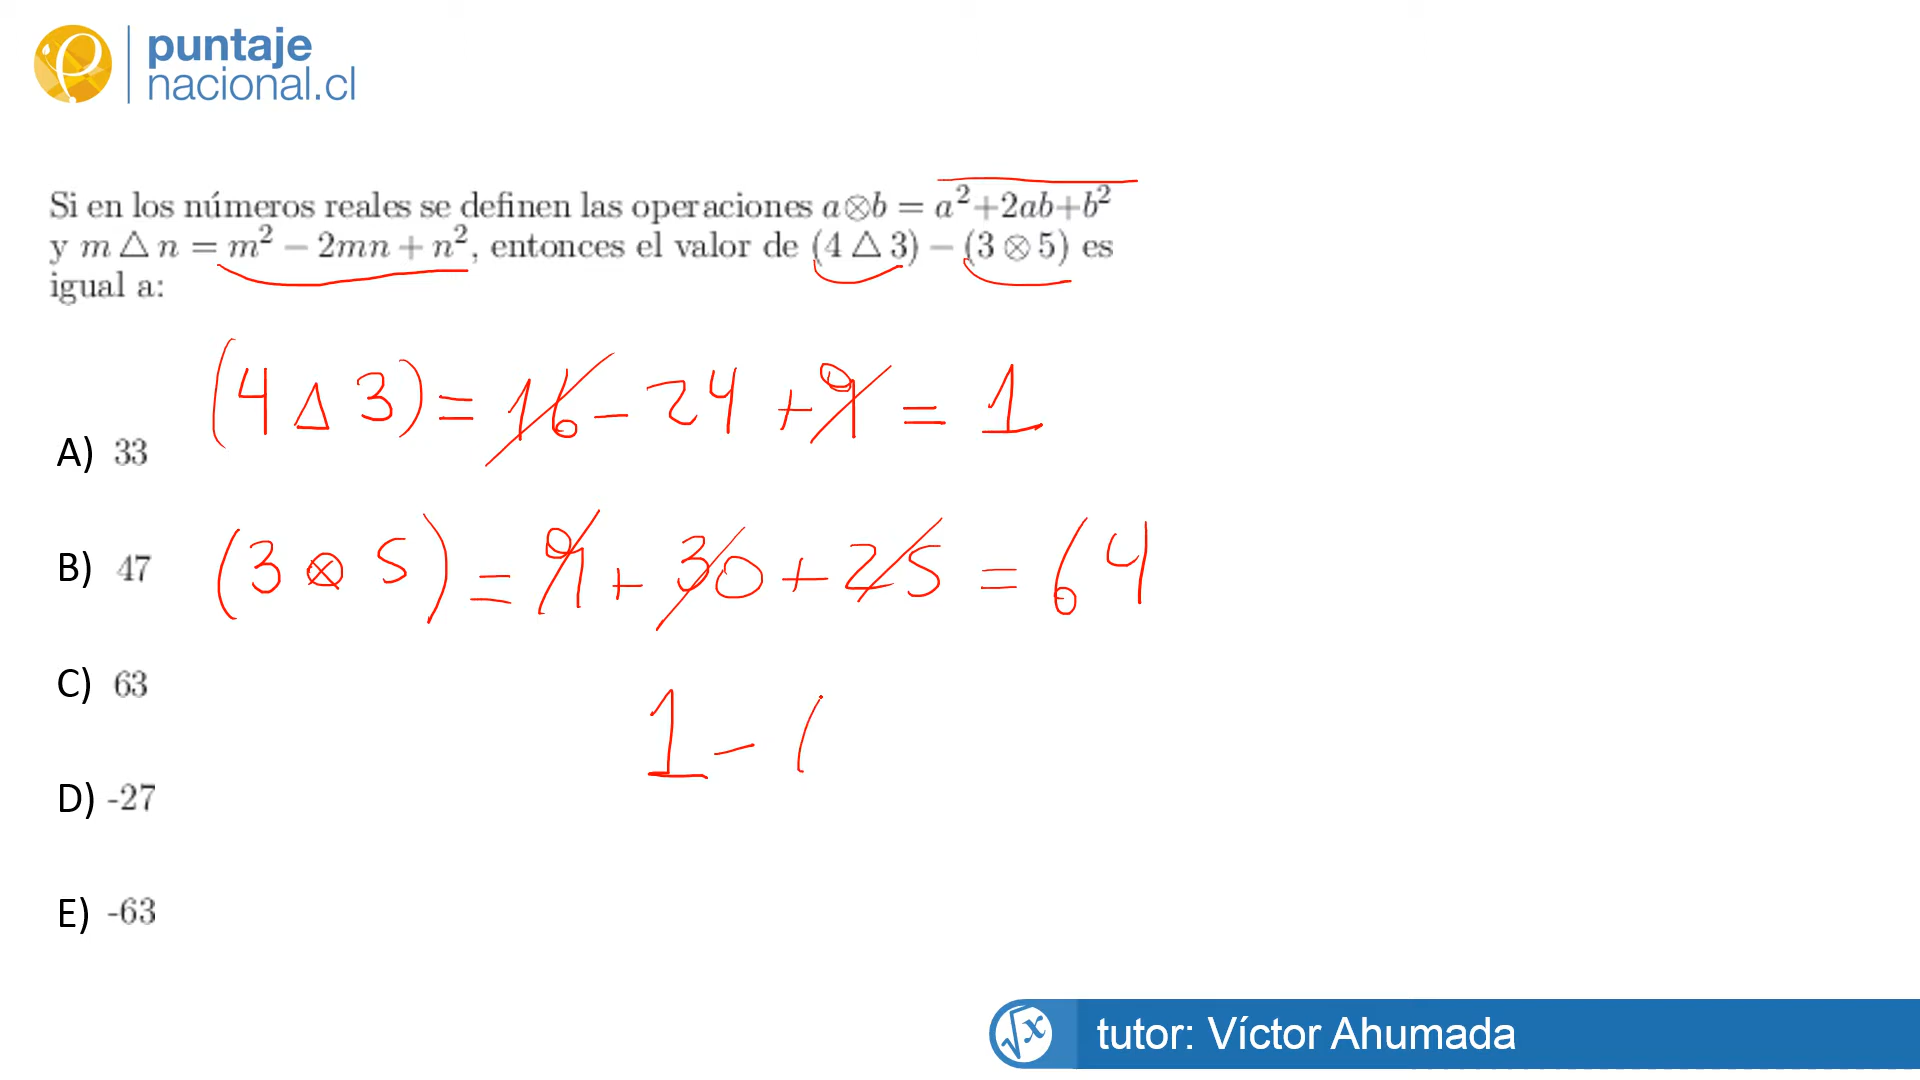 puntaje
nacional.cl
Si en los números reales se definen las operaciones a⊗b = a²+2ab+b²
y m △ n = m² − 2mn + n², entonces el valor de (4 △ 3) − (3 ⊗ 5) es
igual a:
(4 △ 3) = 16 − 24 + 9 = 1
A) 33
(3 ⊗ 5) = 9 + 30 + 25 = 64
B) 47
C) 63
1 − (
D) -27
E) -63
√x tutor: Víctor Ahumada